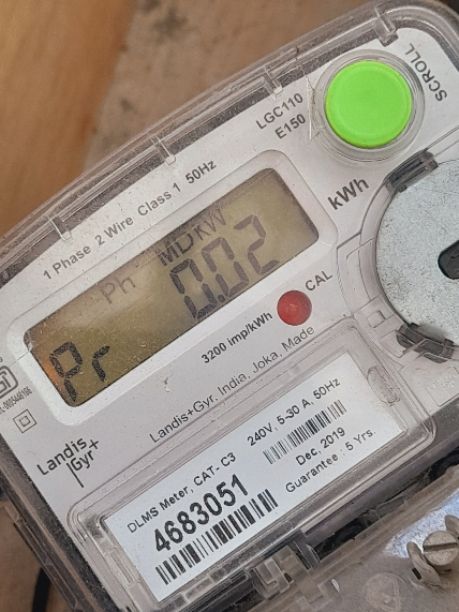 SCROLL
LGC110
E150
kWh
1 Phase 2 Wire Class 1 50Hz
Ph MD KW
Pr 0.02
CAL
3200 imp/kWh
Landis+Gyr, India, Joka, Made
Landis
Gyr+
DLMS Meter, CAT- C3 240V, 5-30 A. 50Hz
4683051
Dec, 2019
Guarantee : 5 Yrs.